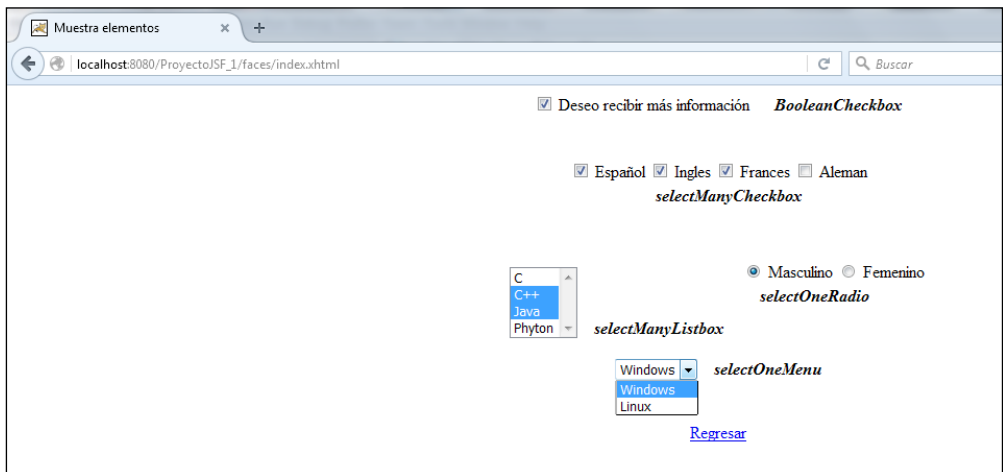 Muestra elementos × +
localhost:8080/ProyectoJSF_1/faces/index.xhtml
Buscar
Deseo recibir más información BooleanCheckbox
Español Ingles Frances Aleman
selectManyCheckbox
Masculino Femenino
selectOneRadio
C
C++
Java
Phyton
selectManyListbox
Windows selectOneMenu
Windows
Linux
Regresar